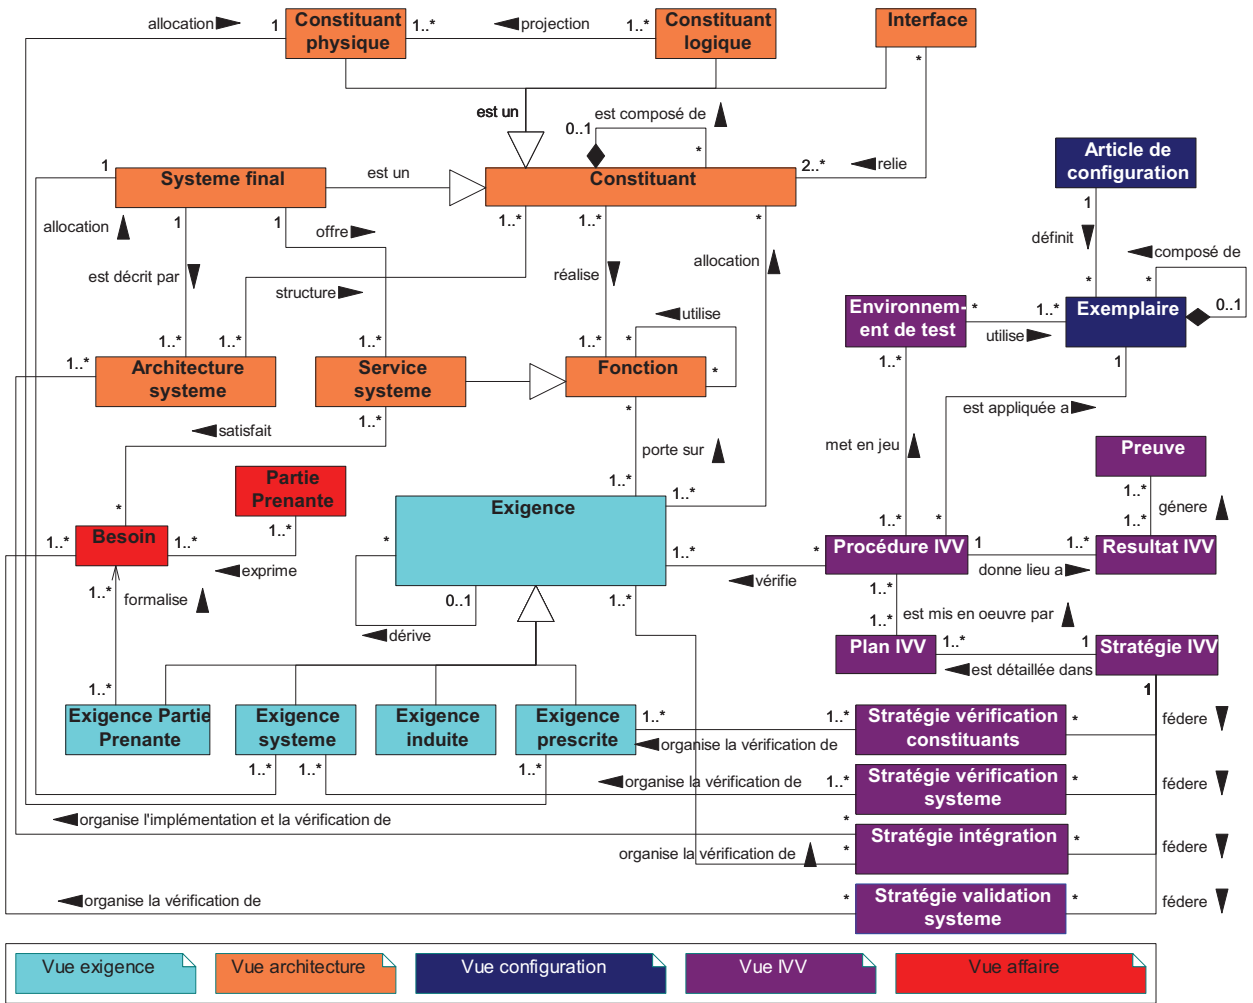 allocation
1
Constituant
physique
1..*
projection
1..*
Constituant
logique
Interface
*
est un
0..1
est composé de
*
2..*
relie
Article de
configuration
1
Systeme final
est un
Constituant
1
allocation
1
1
offre
1..*
1..*
*
définit
composé de
est décrit par
structure
réalise
allocation
*
*
0..1
Environnem-
ent de test
*
1..*
utilise
Exemplaire
utilise
*
*
1..*
1..*
1..*
1..*
1..*
1..*
1
Architecture
systeme
Service
systeme
Fonction
1..*
*
satisfait
porte sur
met en jeu
est appliquée a
Partie
Prenante
Preuve
1..*
génere
1..*
1..*
1..*
Exigence
*
1..*
*
1..*
Besoin
1..*
1..*
exprime
*
1..*
*
vérifie
1..*
*
Procédure IVV
1
1..*
donne lieu a
Resultat IVV
1..*
formalise
0..1
dérive
1..*
1..*
1..*
est mis en oeuvre par
Plan IVV
1..*
1
est détaillée dans
Stratégie IVV
1
1..*
Exigence Partie
Prenante
Exigence
systeme
Exigence
induite
Exigence
prescrite
1..*
1..*
organise la vérification de
Stratégie vérification
constituants
*
fédere
1..*
1..*
1..*
organise la vérification de
1..*
Stratégie vérification
systeme
*
fédere
organise l'implémentation et la vérification de
*
organise la vérification de
*
Stratégie intégration
*
fédere
organise la vérification de
*
Stratégie validation
systeme
*
fédere
Vue exigence
Vue architecture
Vue configuration
Vue IVV
Vue affaire